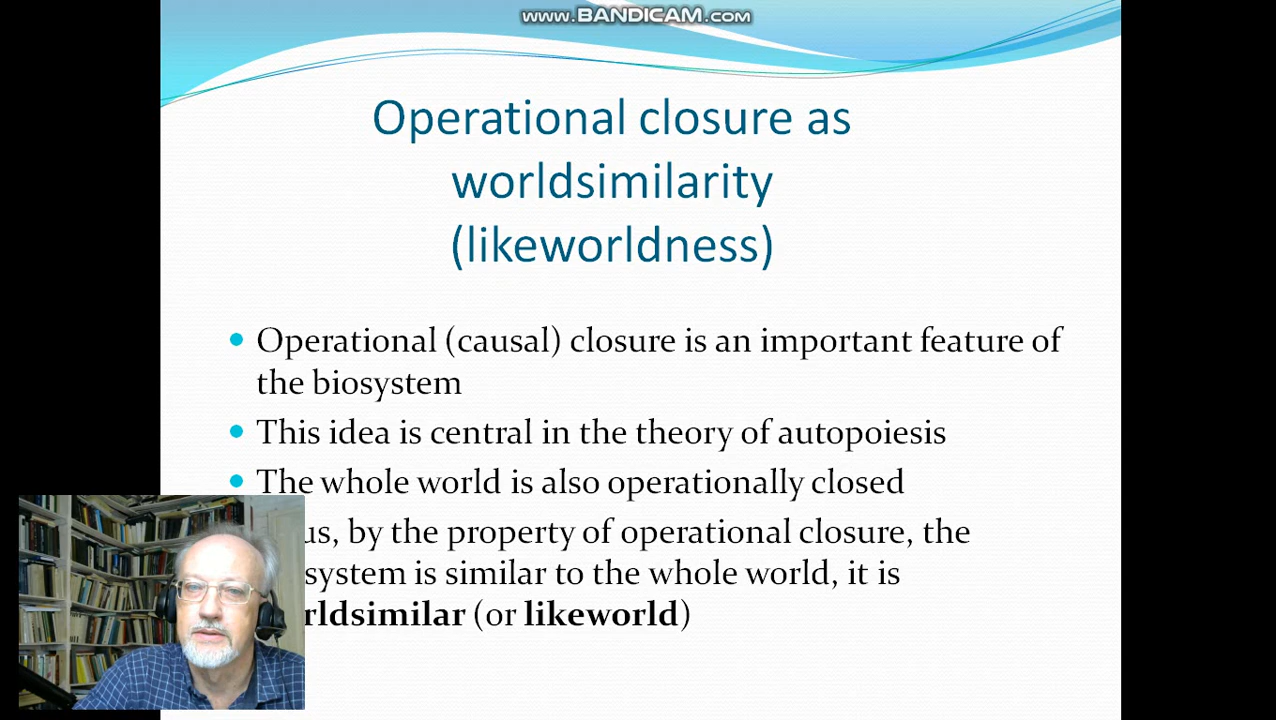 www.BANDICAM.com
Operational closure as
worldsimilarity
(likeworldness)
Operational (causal) closure is an important feature of
the biosystem
This idea is central in the theory of autopoiesis
The whole world is also operationally closed
us, by the property of operational closure, the
system is similar to the whole world, it is
rldsimilar (or likeworld)